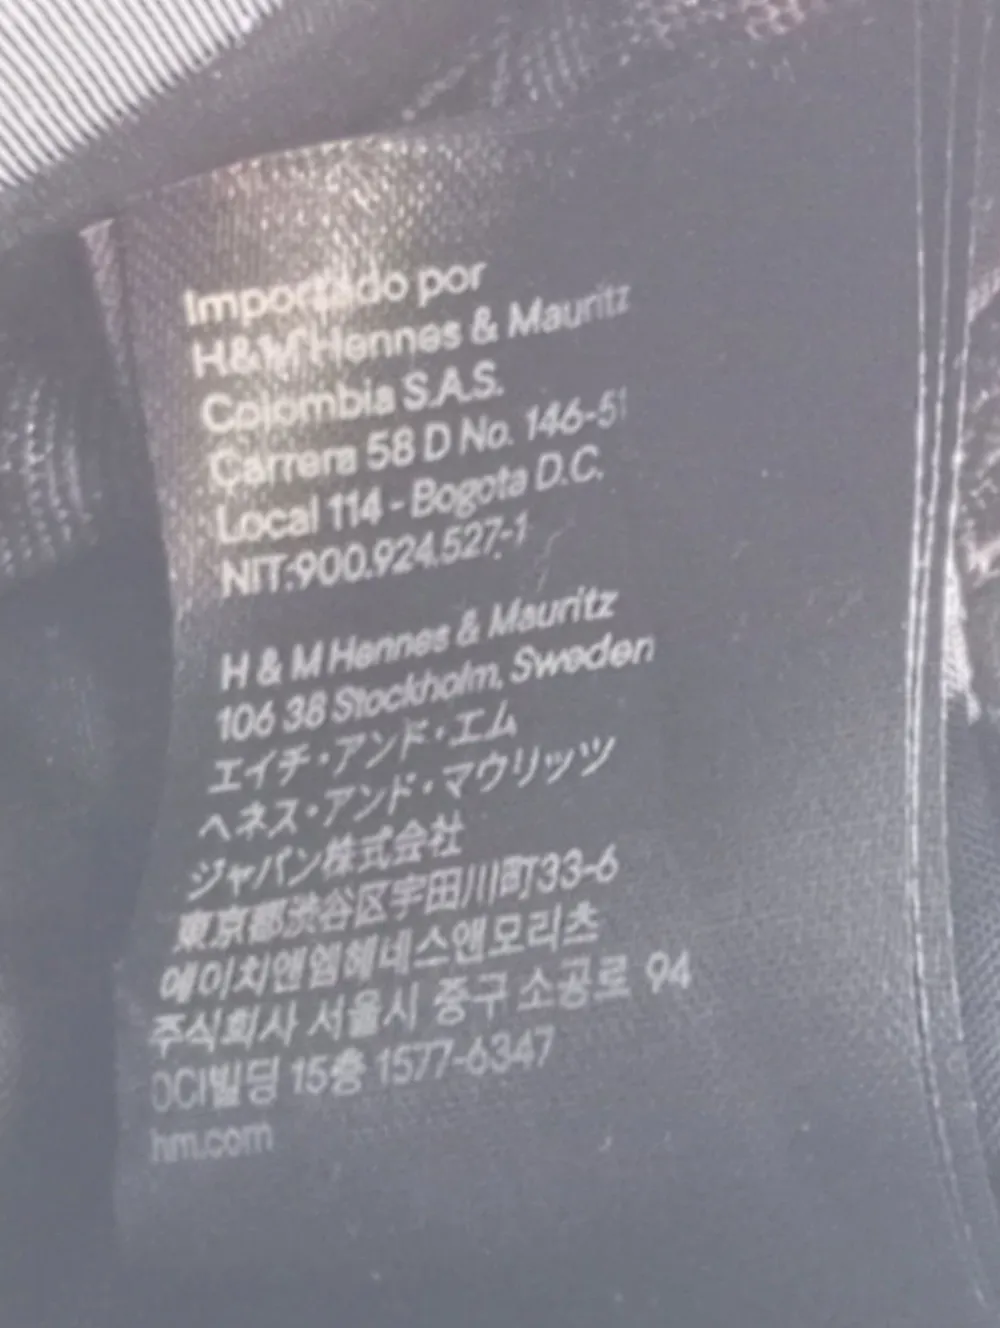 Importado por
H&M Hennes & Mauritz
Colombia S.A.S.
Carrera 58 D No. 146-51
Local 114 - Bogota D.C.
NIT:900.924.527-1
H & M Hennes & Mauritz
106 38 Stockholm, Sweden
エイチ・アンド・エム
ヘネス・アンド・マウリッツ
ジャパン株式会社
東京都渋谷区宇田川町33-6
에이치앤엠헤네스앤모리츠
주식회사 서울시 중구 소공로 94
OCI빌딩 15층 1577-6347
hm.com